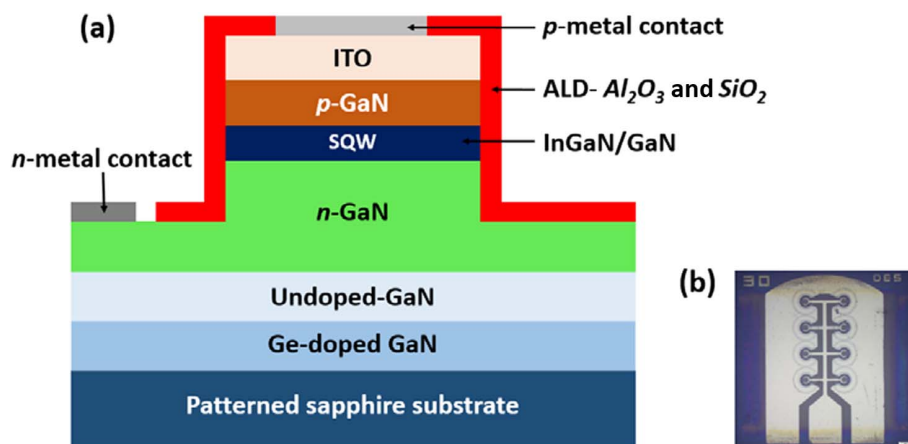 (a)
p-metal contact
ITO
ALD- Al₂O₃ and SiO₂
p-GaN
SQW
InGaN/GaN
n-metal contact
n-GaN
Undoped-GaN
(b)
30
Ge-doped GaN
Patterned sapphire substrate